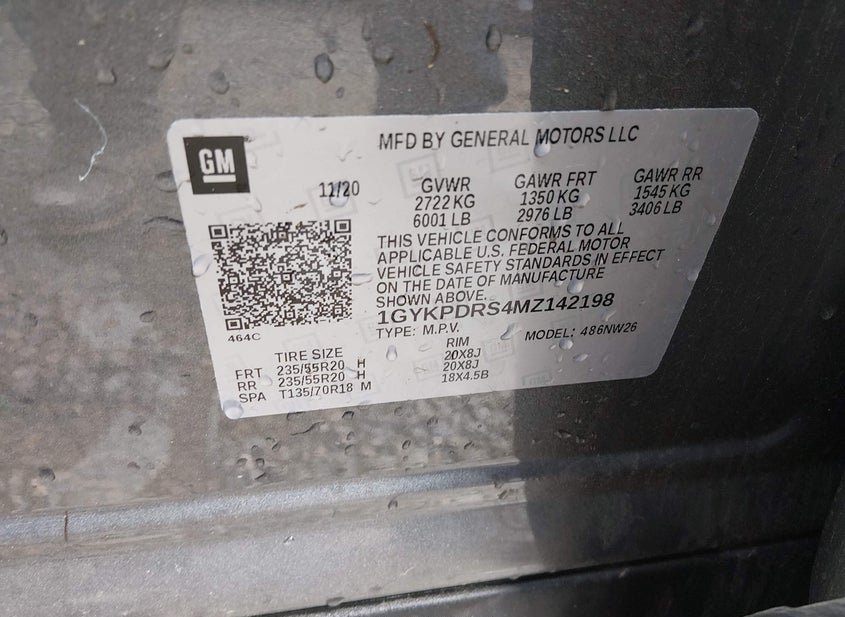 GM
MFD BY GENERAL MOTORS LLC
11/20
GVWR GAWR FRT GAWR RR
2722 KG 1350 KG 1545 KG
6001 LB 2976 LB 3406 LB
THIS VEHICLE CONFORMS TO ALL
APPLICABLE U.S. FEDERAL MOTOR
VEHICLE SAFETY STANDARDS IN EFFECT
ON THE DATE OF MANUFACTURE
SHOWN ABOVE.
1GYKPDRS4MZ142198
464C
TYPE: M.P.V. MODEL: 486NW26
TIRE SIZE RIM
FRT 235/55R20 H 20X8J
RR 235/55R20 H 20X8J
SPA T135/70R18 M 18X4.5B